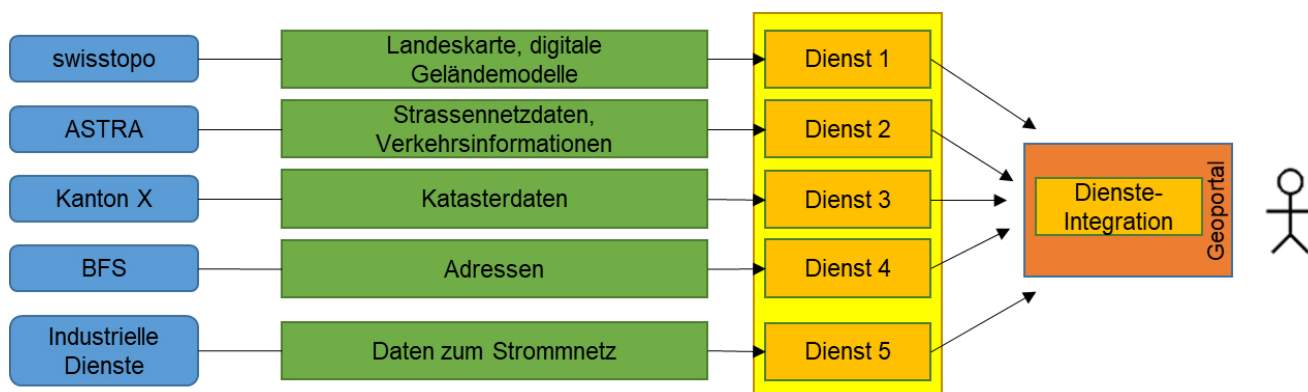 swisstopo
Landeskarte, digitale
Geländemodelle
Dienst 1
ASTRA
Strassennetzdaten,
Verkehrsinformationen
Dienst 2
Kanton X
Katasterdaten
Dienst 3
BFS
Adressen
Dienst 4
Industrielle
Dienste
Daten zum Strommnetz
Dienst 5
Dienste-
Integration
Geoportal